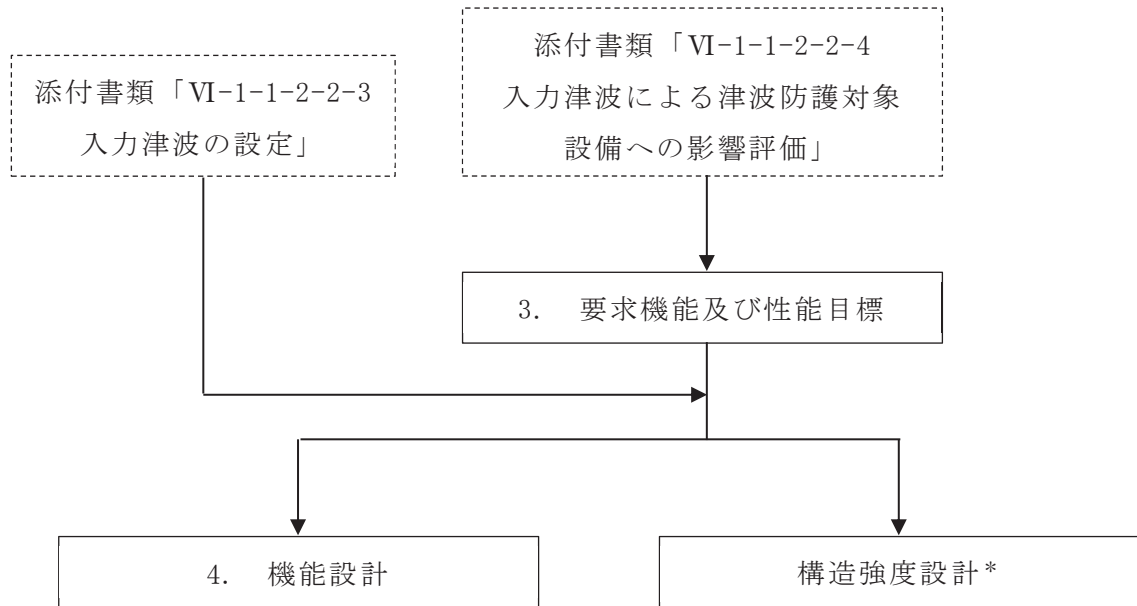 添付書類「Ⅵ-1-1-2-2-3
入力津波の設定」
添付書類「Ⅵ-1-1-2-2-4
入力津波による津波防護対象
設備への影響評価」
3.　要求機能及び性能目標
4.　機能設計
構造強度設計*